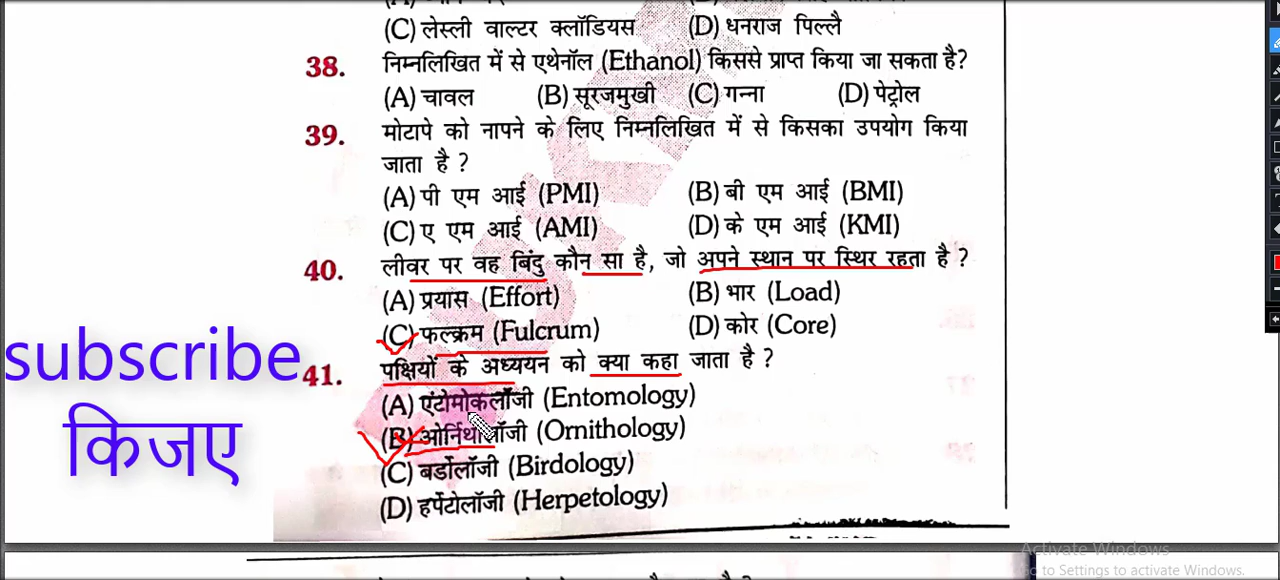 (C) लेस्ली वाल्टर क्लॉडियस (D) धनराज पिल्लै
38. निम्नलिखित में से एथेनॉल (Ethanol) किससे प्राप्त किया जा सकता है?
(A) चावल (B) सूरजमुखी (C) गन्ना (D) पेट्रोल
39. मोटापे को नापने के लिए निम्नलिखित में से किसका उपयोग किया
जाता है ?
(A) पी एम आई (PMI) (B) बी एम आई (BMI)
(C) ए एम आई (AMI) (D) के एम आई (KMI)
40. लीवर पर वह बिंदु कौन सा है, जो अपने स्थान पर स्थिर रहता है ?
(A) प्रयास (Effort) (B) भार (Load)
(C) फल्क्रम (Fulcrum) (D) कोर (Core)
41. पक्षियों के अध्ययन को क्या कहा जाता है ?
(A) एंटोमोकलॉजी (Entomology)
(B) ओर्निथोलॉजी (Ornithology)
(C) बर्डोलॉजी (Birdology)
(D) हर्पेटोलॉजी (Herpetology)
subscribe
किजए
Activate Windows
Go to Settings to activate Windows.